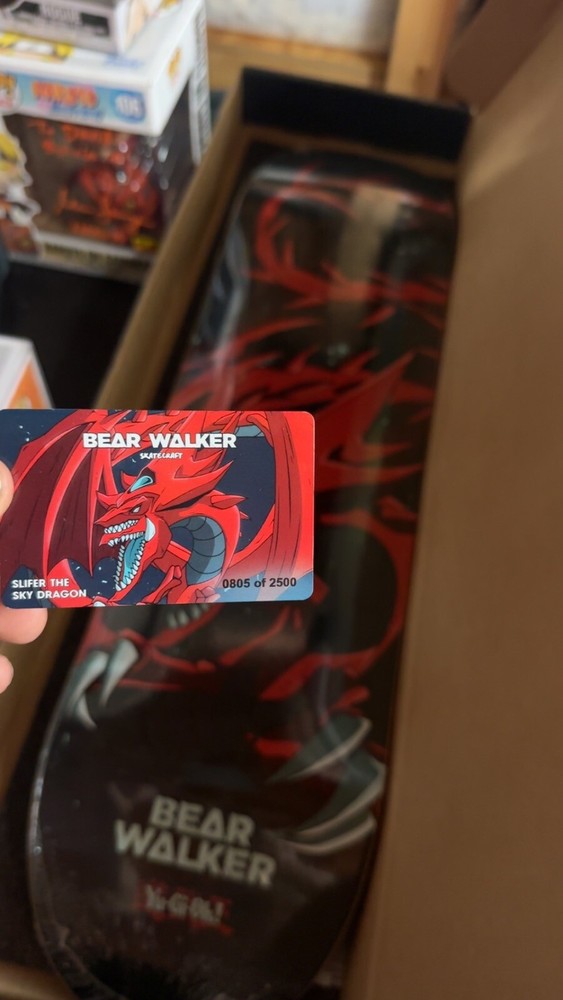 BEAR WALKER
SKATECRAFT
SLIFER THE
SKY DRAGON
0805 of 2500
BEAR
WALKER
Yu-Gi-Oh!